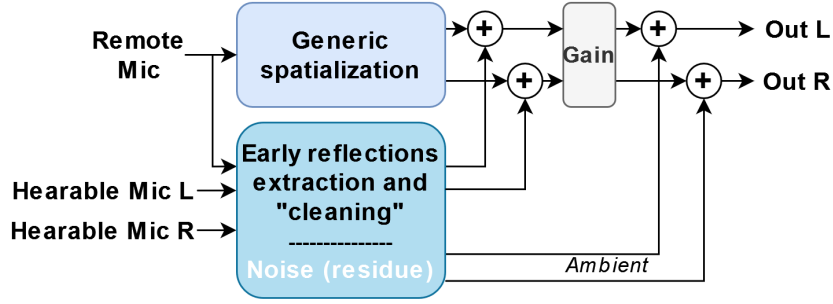 Remote
Mic
Generic
spatialization
+
+
Gain
+
+
Out L
Out R
Hearable Mic L
Hearable Mic R
Early reflections
extraction and
"cleaning"
---------------
Noise (residue)
Ambient